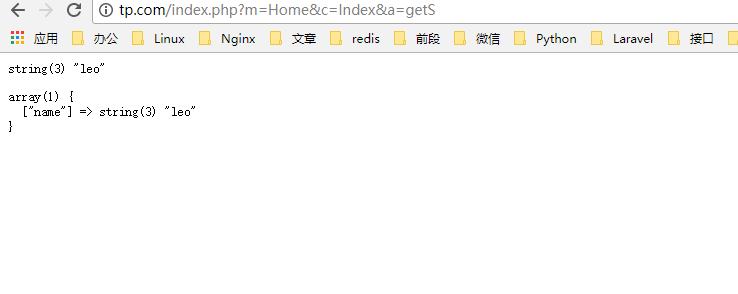 tp.com/index.php?m=Home&c=Index&a=getS
应用 办公 Linux Nginx 文章 redis 前段 微信 Python Laravel 接口
string(3) "leo"
array(1) {
["name"] => string(3) "leo"
}